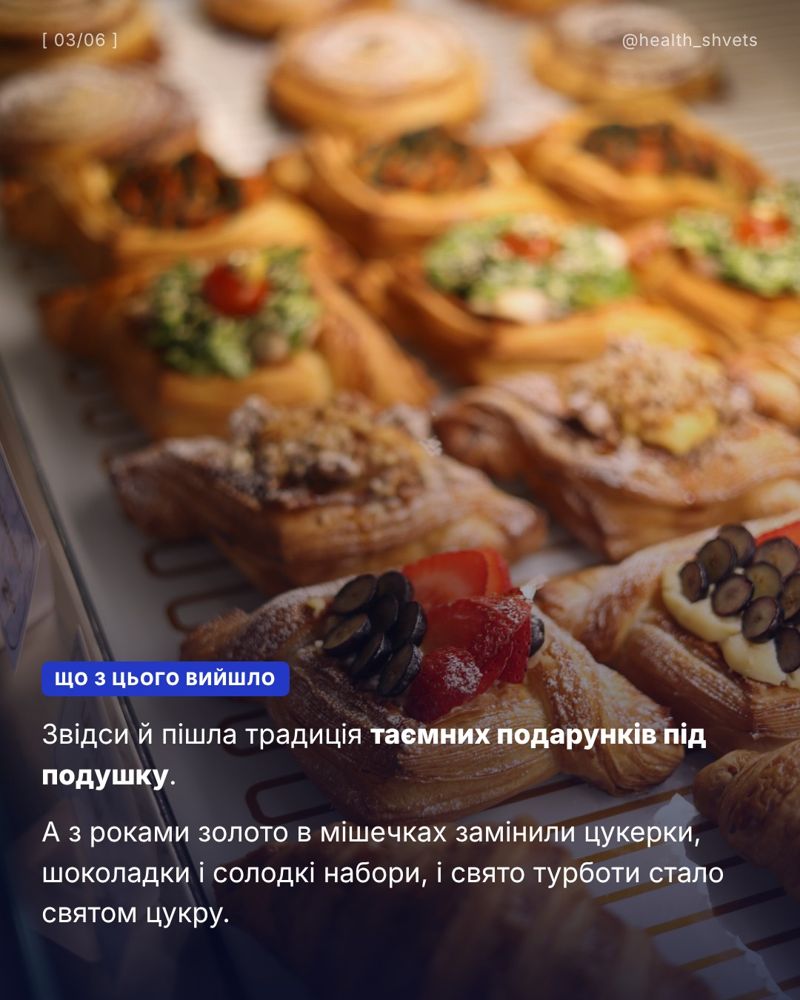 [ 03/06 ]
@health_shvets
ЩО З ЦЬОГО ВИЙШЛО
Звідси й пішла традиція таємних подарунків під
подушку.
А з роками золото в мішечках замінили цукерки,
шоколадки і солодкі набори, і свято турботи стало
святом цукру.